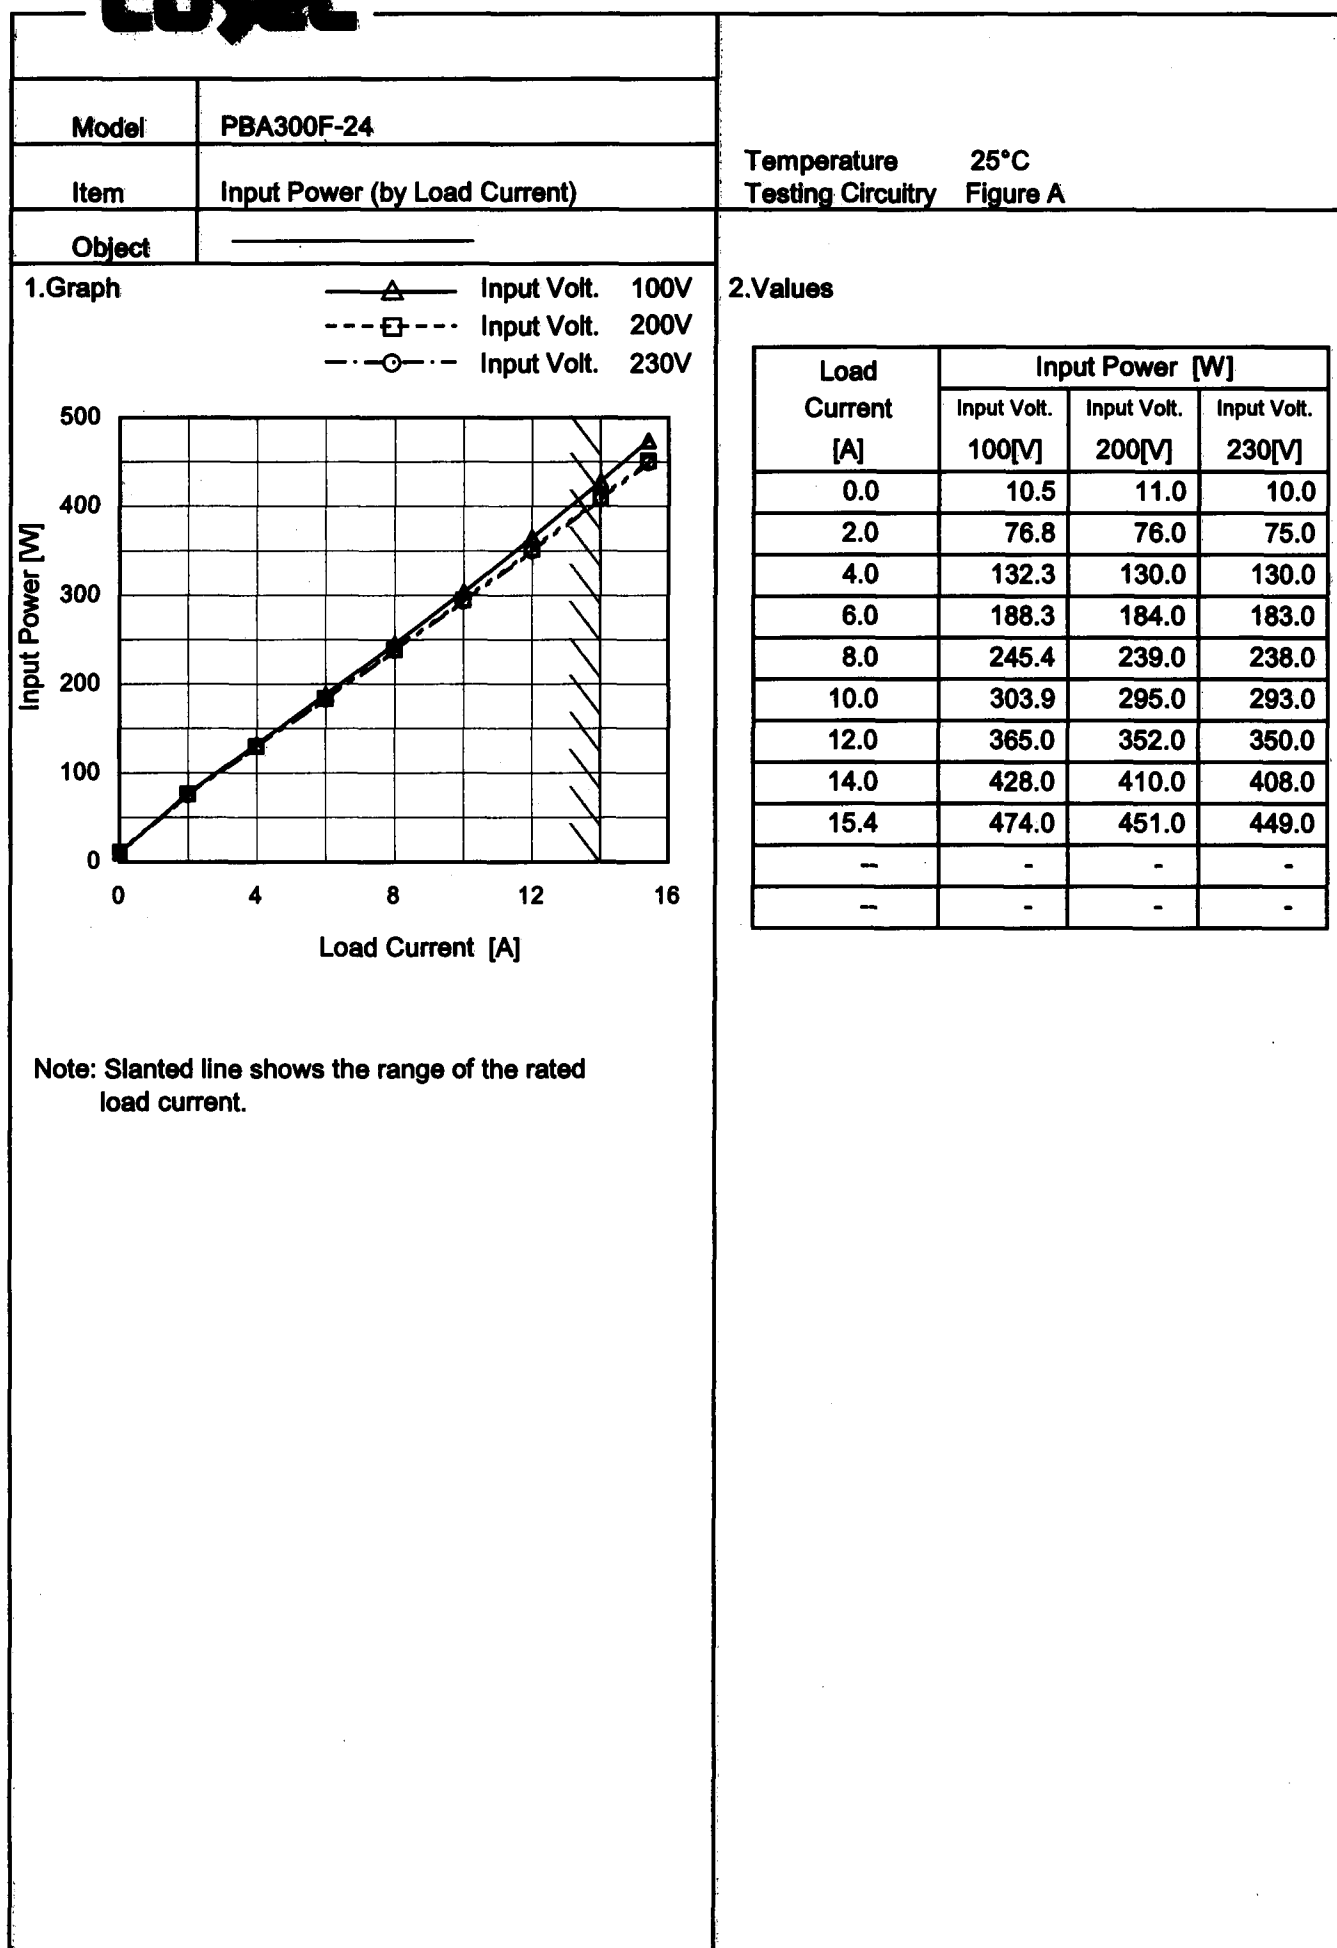 Model PBA300F-24
Item Input Power (by Load Current)
Object
Temperature 25°C
Testing Circuitry Figure A
1.Graph
Input Volt. 100V
Input Volt. 200V
Input Volt. 230V
500
400
300
200
100
0
Input Power [W]
0 4 8 12 16
Load Current [A]
Note: Slanted line shows the range of the rated
load current.
2.Values
Load Input Power [W]
Current Input Volt. Input Volt. Input Volt.
[A] 100[V] 200[V] 230[V]
0.0 10.5 11.0 10.0
2.0 76.8 76.0 75.0
4.0 132.3 130.0 130.0
6.0 188.3 184.0 183.0
8.0 245.4 239.0 238.0
10.0 303.9 295.0 293.0
12.0 365.0 352.0 350.0
14.0 428.0 410.0 408.0
15.4 474.0 451.0 449.0
-- - - -
-- - - -